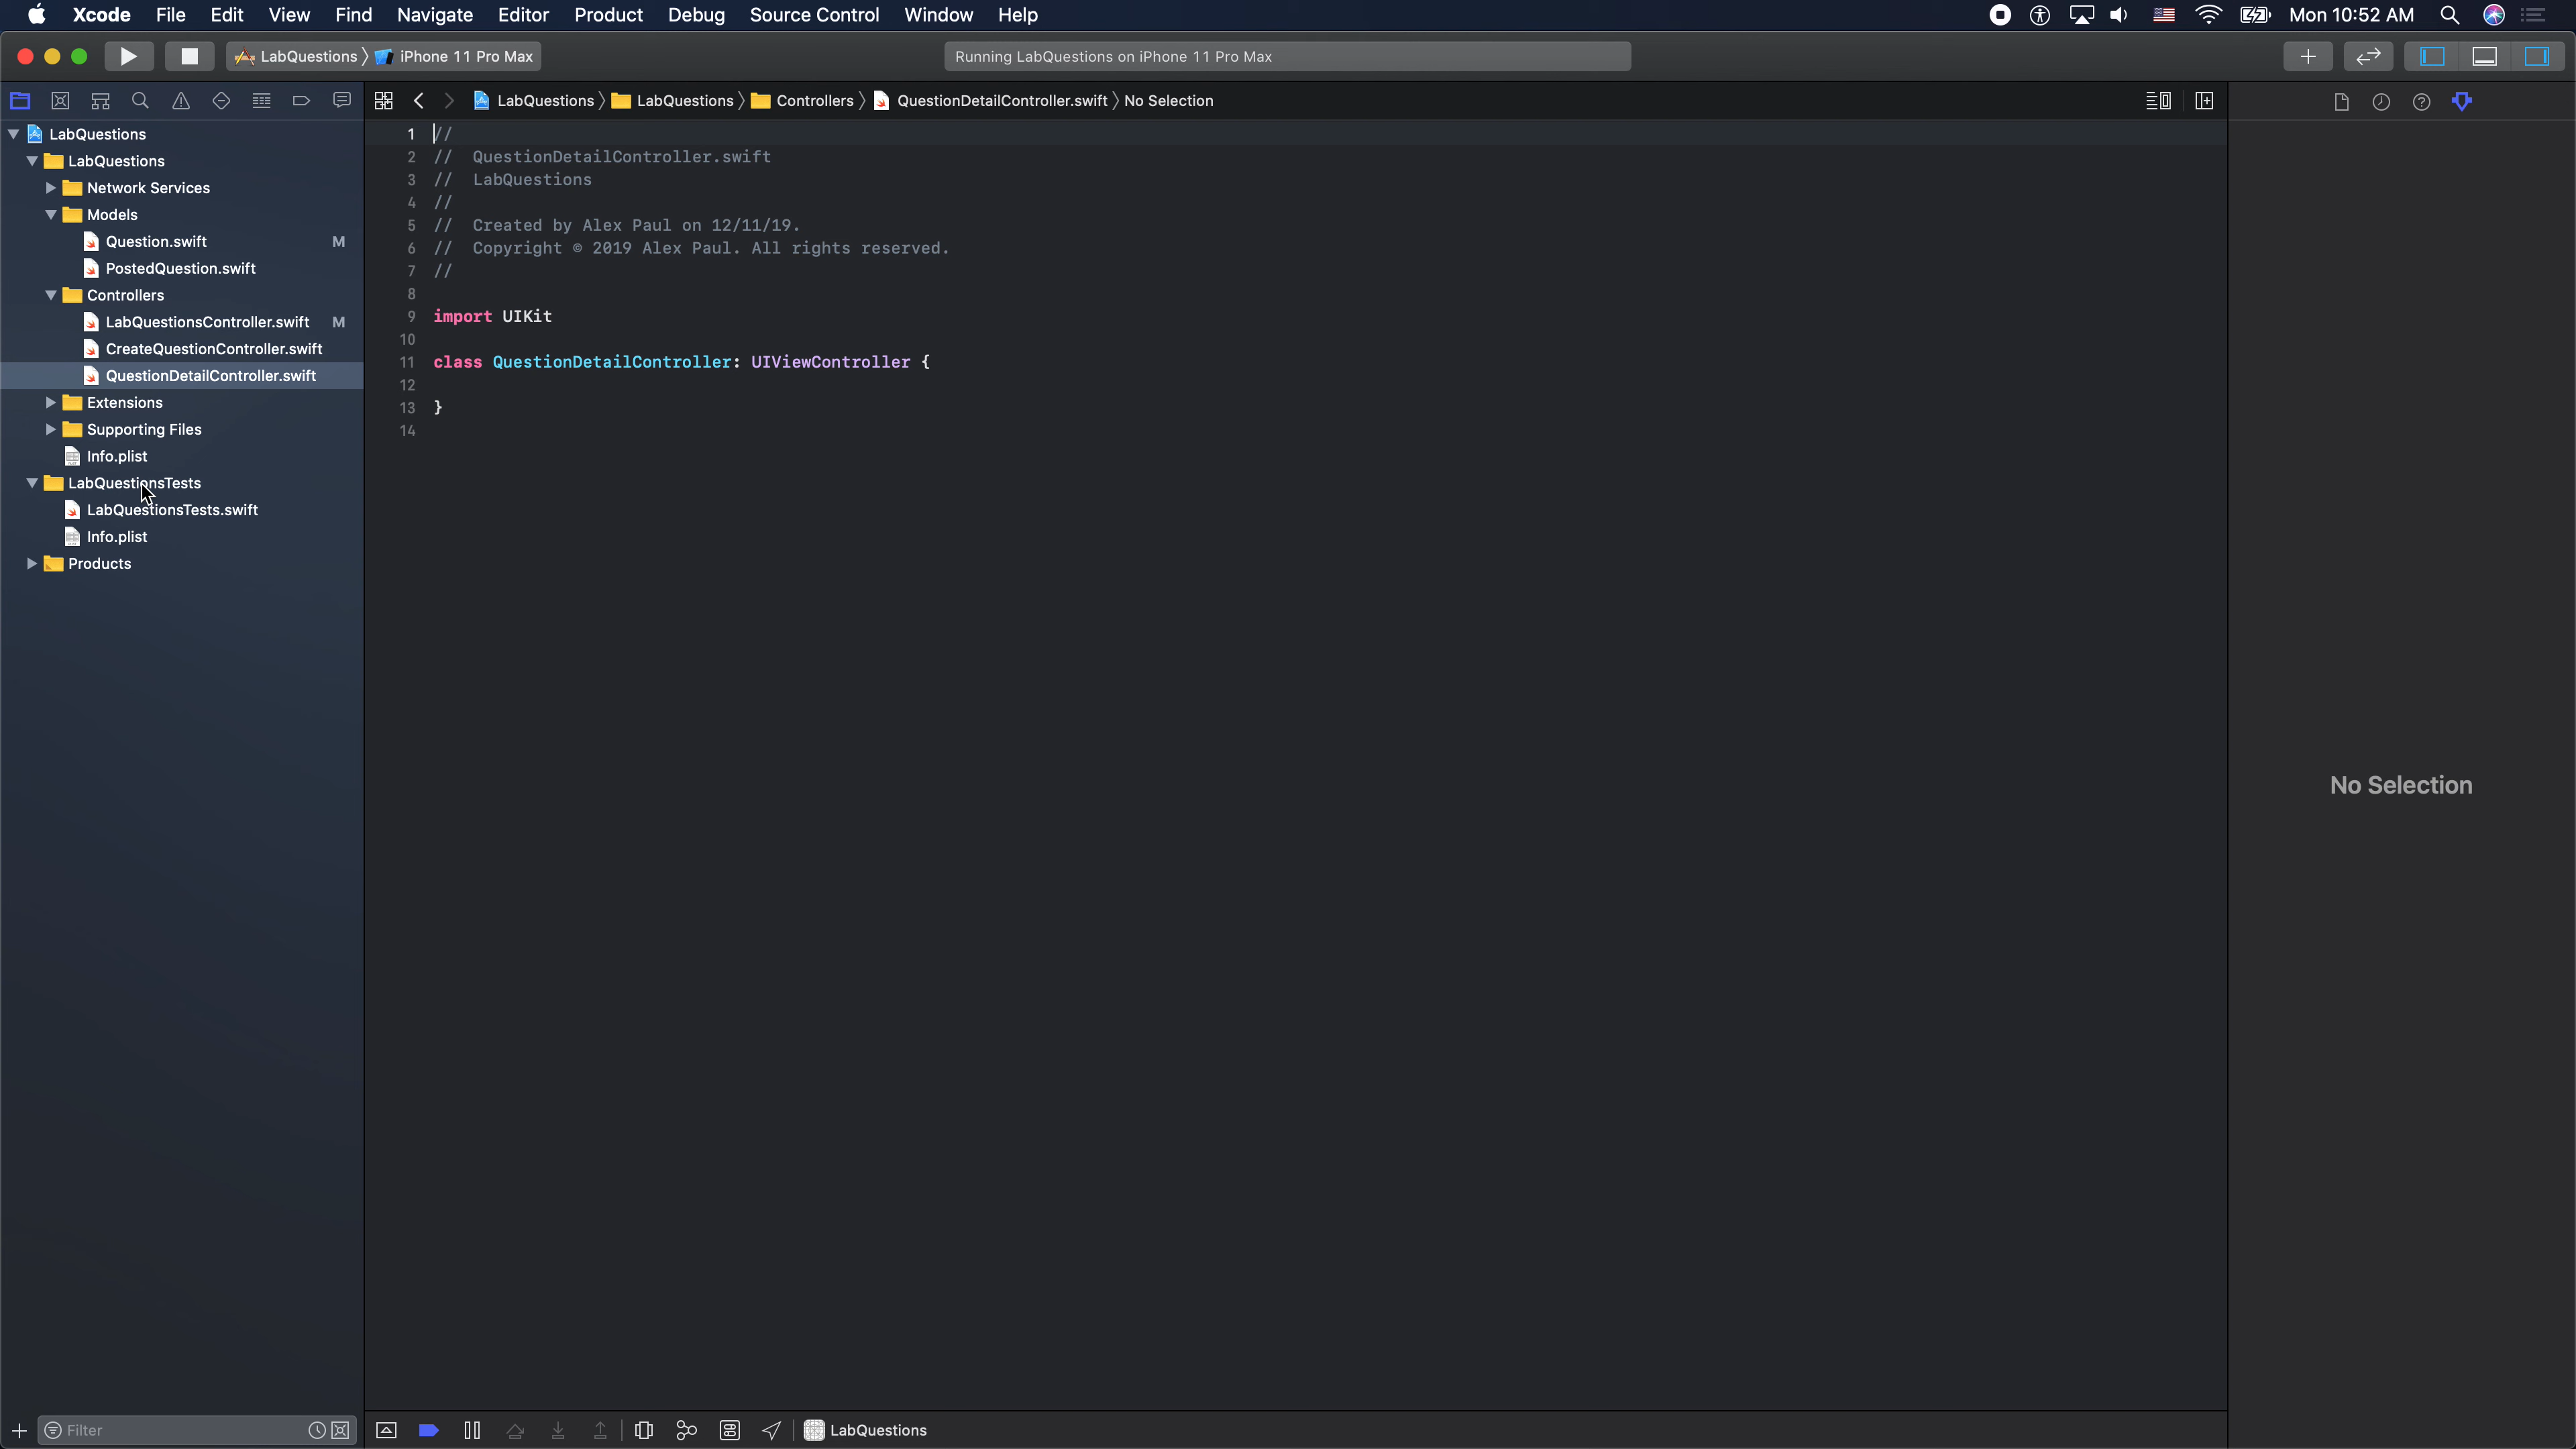 Xcode File Edit View Find Navigate Editor Product Debug Source Control Window Help Mon 10:52 AM
LabQuestions iPhone 11 Pro Max Running LabQuestions on iPhone 11 Pro Max
LabQuestions LabQuestions Controllers QuestionDetailController.swift No Selection
LabQuestions
LabQuestions
Network Services
Models
Question.swift M
PostedQuestion.swift
Controllers
LabQuestionsController.swift M
CreateQuestionController.swift
QuestionDetailController.swift
Extensions
Supporting Files
Info.plist
LabQuestionsTests
LabQuestionsTests.swift
Info.plist
Products
Filter
1 //
2 // QuestionDetailController.swift
3 // LabQuestions
4 //
5 // Created by Alex Paul on 12/11/19.
6 // Copyright © 2019 Alex Paul. All rights reserved.
7 //
8
9 import UIKit
10
11 class QuestionDetailController: UIViewController {
12
13 }
14
No Selection
LabQuestions